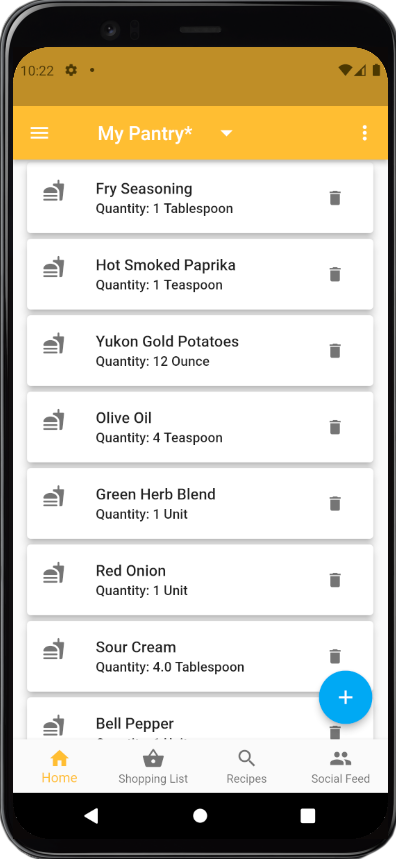 10:22
My Pantry*
Fry Seasoning
Quantity: 1 Tablespoon
Hot Smoked Paprika
Quantity: 1 Teaspoon
Yukon Gold Potatoes
Quantity: 12 Ounce
Olive Oil
Quantity: 4 Teaspoon
Green Herb Blend
Quantity: 1 Unit
Red Onion
Quantity: 1 Unit
Sour Cream
Quantity: 4.0 Tablespoon
Bell Pepper
Home
Shopping List
Recipes
Social Feed